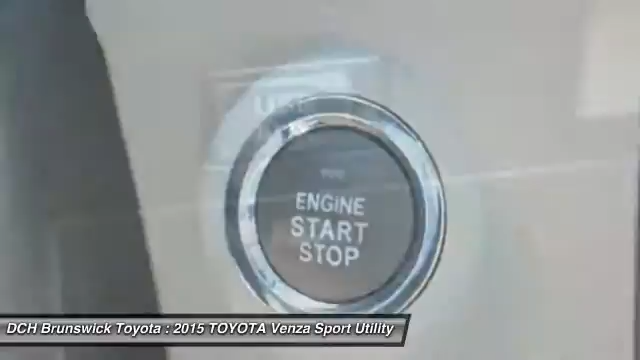 ENGINE
START
STOP
DCH Brunswick Toyota : 2015 TOYOTA Venza Sport Utility